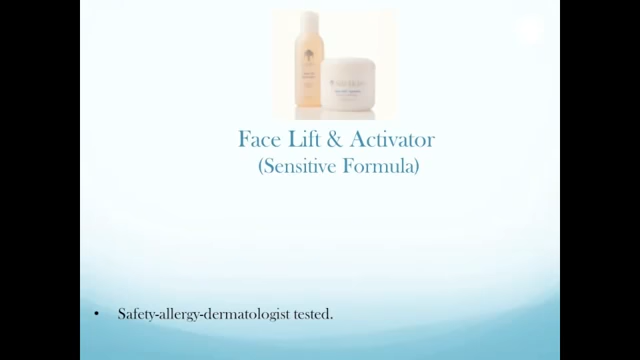 Face Lift & Activator
(Sensitive Formula)
• Safety-allergy-dermatologist tested.